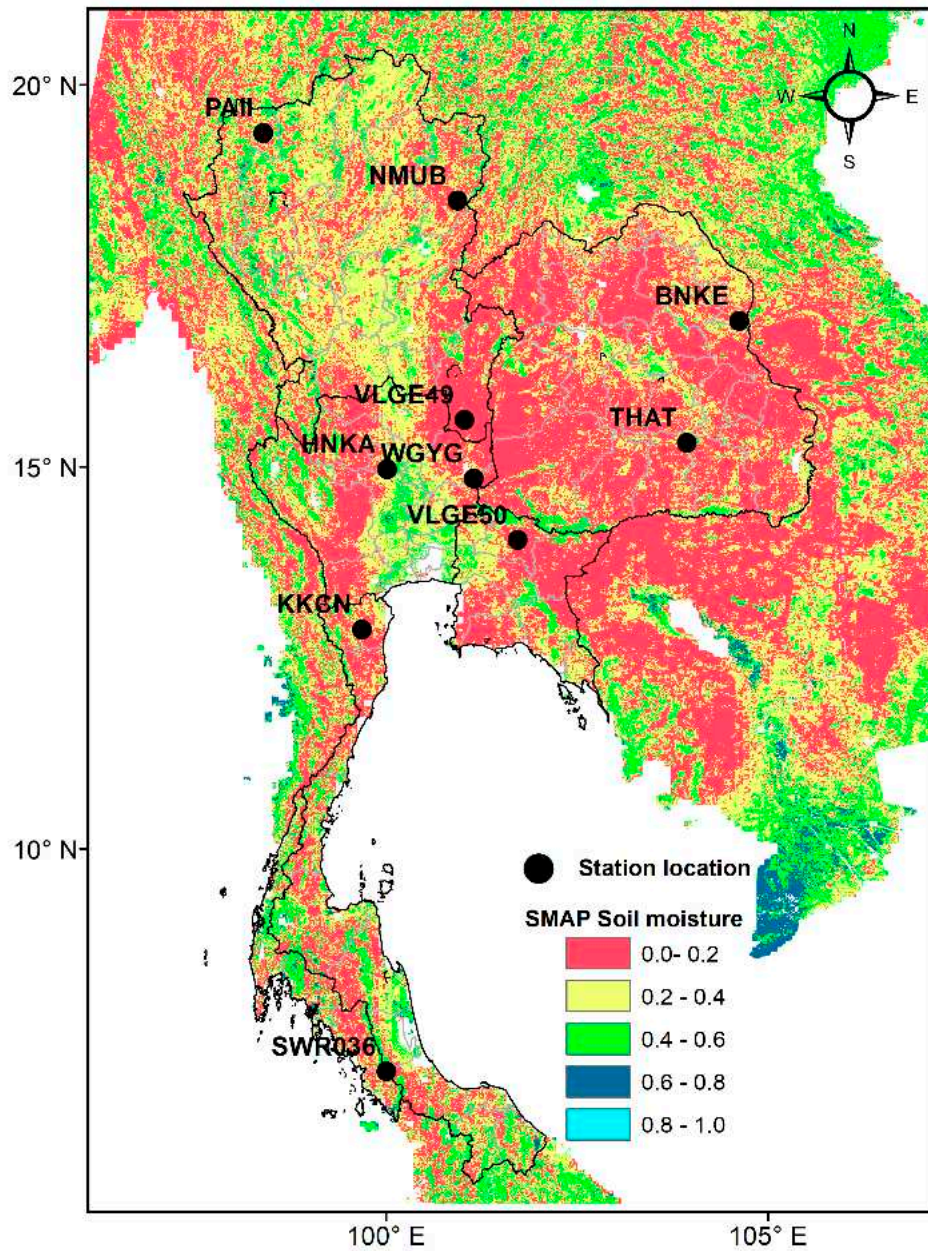 N
20° N
PAII
W
E
S
NMUB
BNKE
VLGE49
THAT
HNKA
WGYG
15° N
VLGE50
KKCN
10° N
Station location
SMAP Soil moisture
0.0- 0.2
0.2 - 0.4
0.4 - 0.6
SWR036
0.6 - 0.8
0.8 - 1.0
100° E
105° E